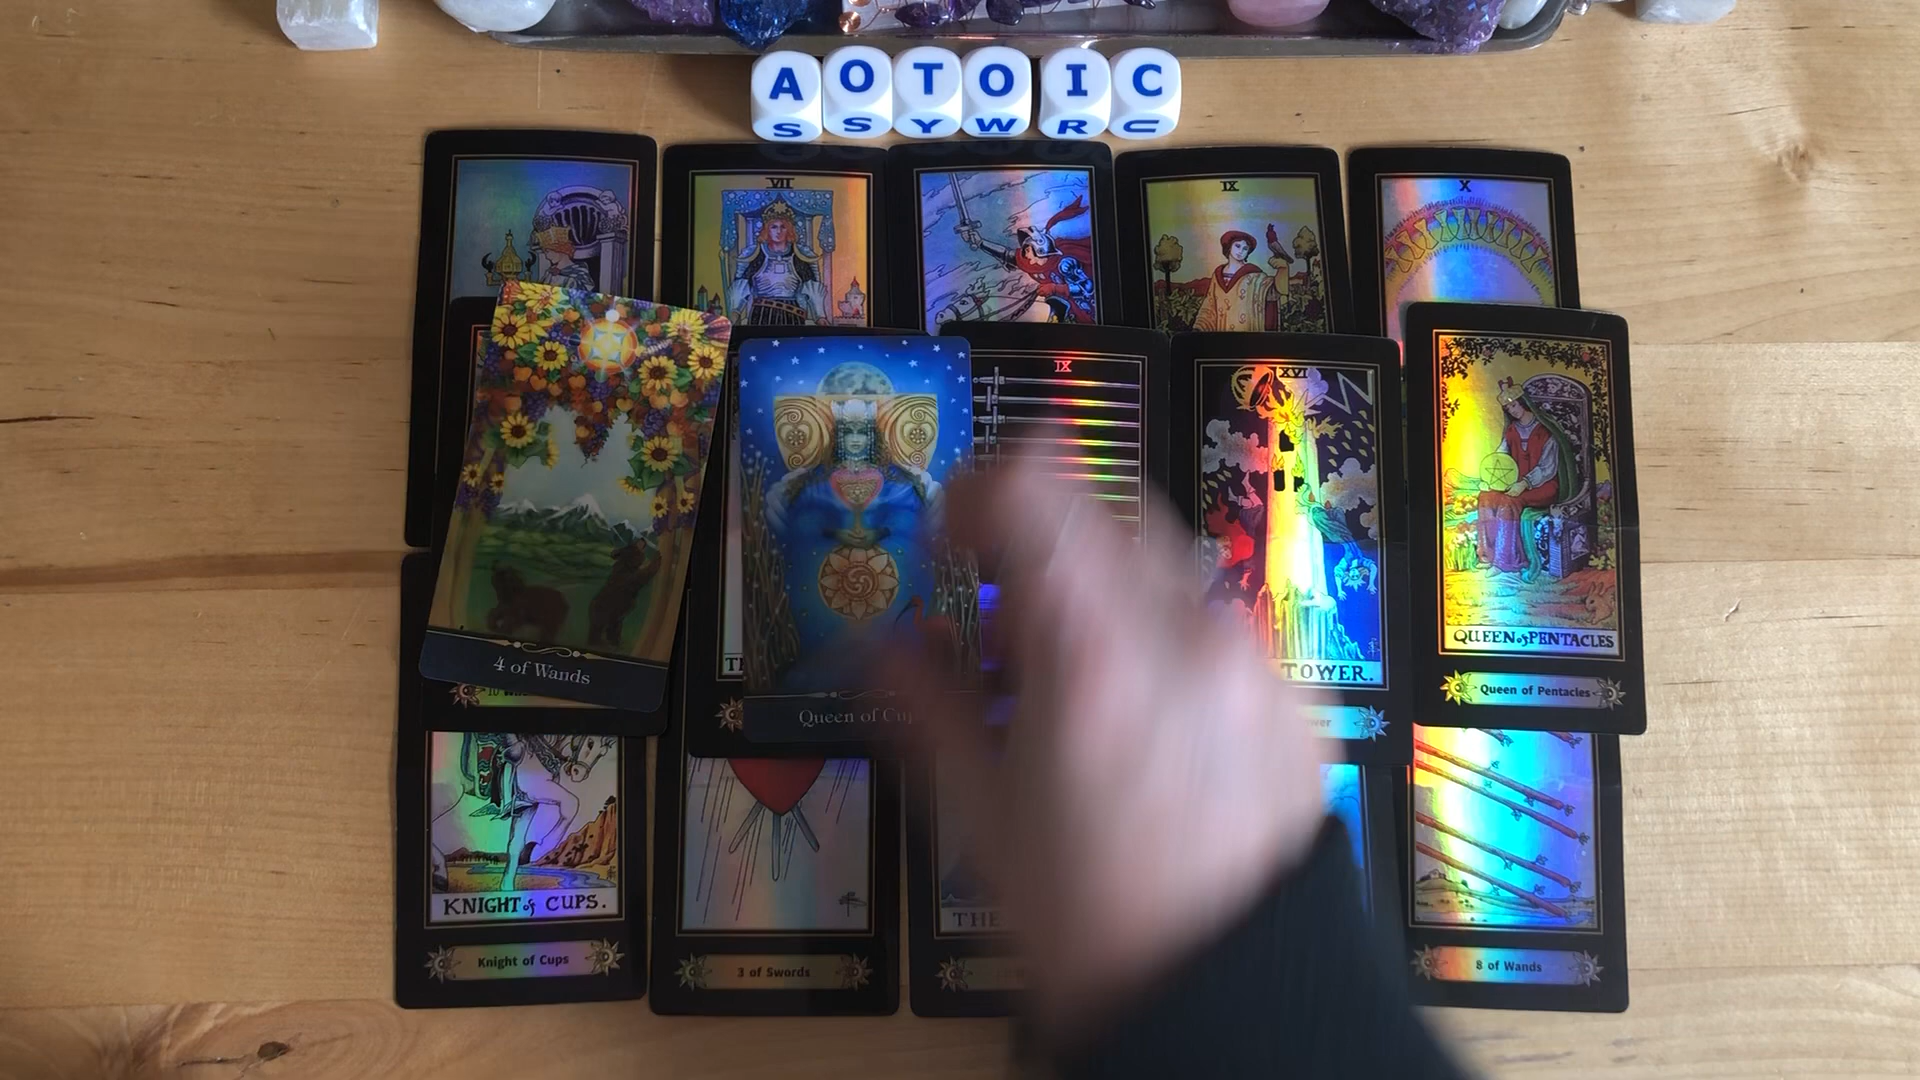 A O T O I C
S S Y W R C
VII
IX
X
IX
XVI
4 of Wands
Queen of
TOWER.
QUEEN of PENTACLES
Queen of Pentacles
KNIGHT of CUPS.
THE
Knight of Cups
3 of Swords
8 of Wands